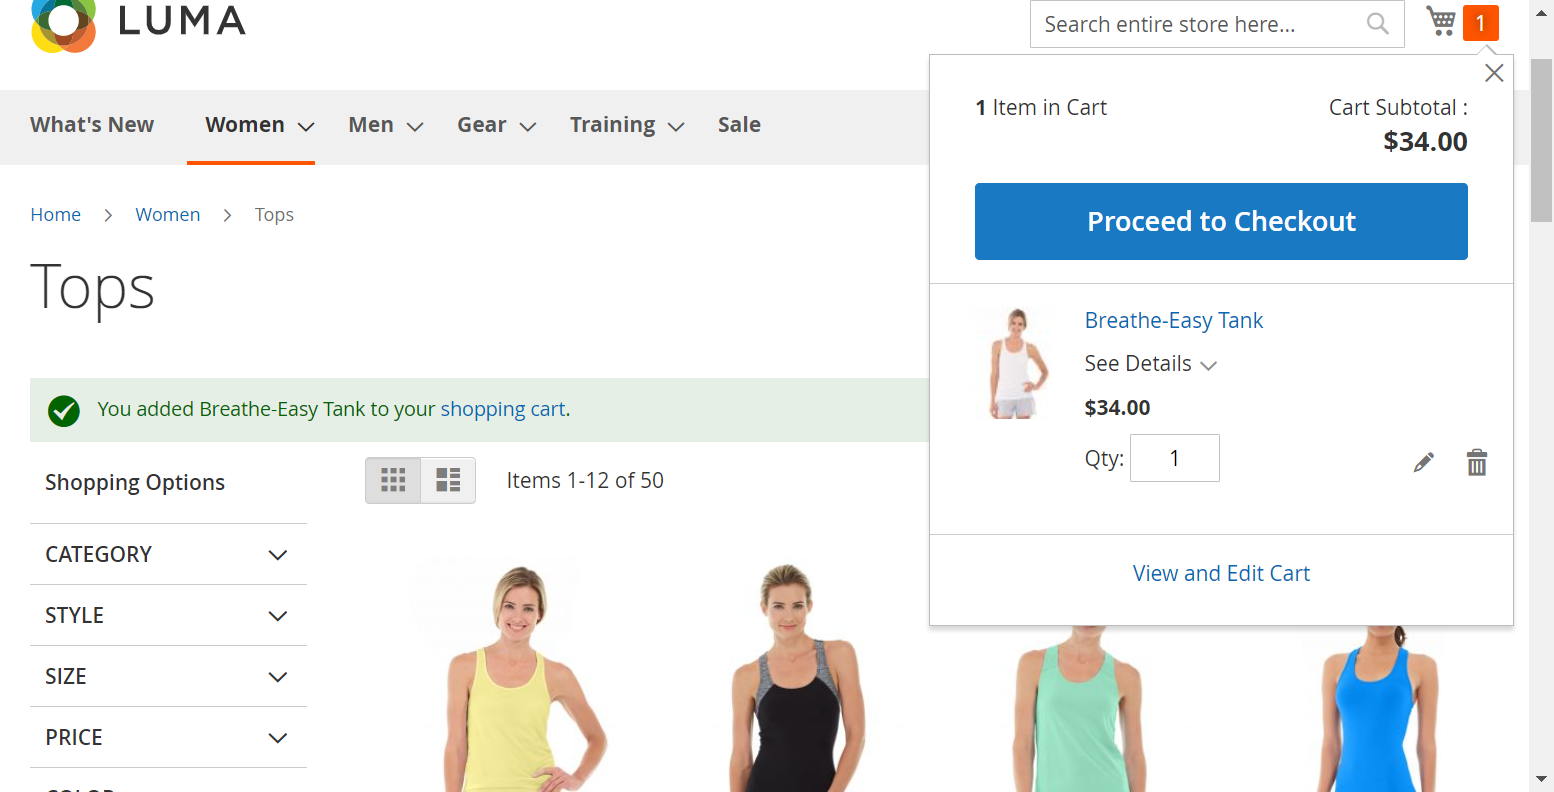 LUMA
Search entire store here...
1
What's New
Women
Men
Gear
Training
Sale
1 Item in Cart
Cart Subtotal :
$34.00
Proceed to Checkout
Breathe-Easy Tank
See Details
$34.00
Qty: 1
View and Edit Cart
Home > Women > Tops
Tops
You added Breathe-Easy Tank to your shopping cart.
Shopping Options
Items 1-12 of 50
CATEGORY
STYLE
SIZE
PRICE